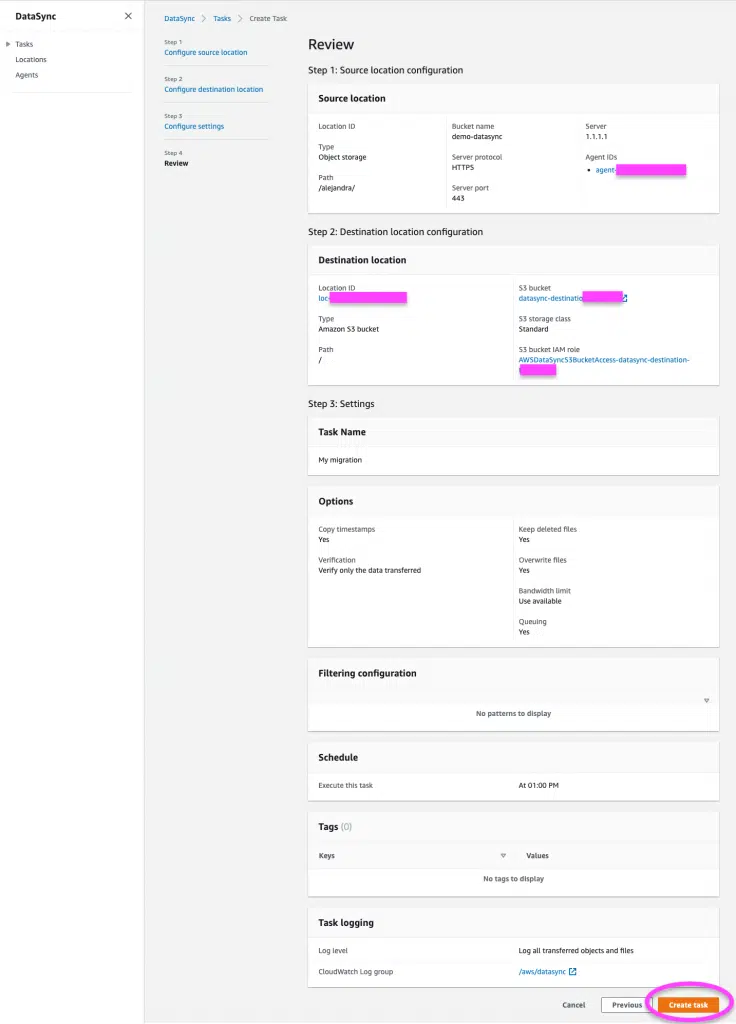 DataSync
Tasks
Locations
Agents
DataSync > Tasks > Create Task
Step 1
Configure source location
Step 2
Configure destination location
Step 3
Configure settings
Step 4
Review
Review
Step 1: Source location configuration
Source location
Location ID
Type
Object storage
Path
/alejandra/
Bucket name
demo-datasync
Server protocol
HTTPS
Server port
443
Server
1.1.1.1
Agent IDs
agent-
Step 2: Destination location configuration
Destination location
Location ID
loc-
Type
Amazon S3 bucket
Path
/
S3 bucket
datasync-destinatio
S3 storage class
Standard
S3 bucket IAM role
AWSDataSyncS3BucketAccess-datasync-destination-
Step 3: Settings
Task Name
My migration
Options
Copy timestamps
Yes
Verification
Verify only the data transferred
Keep deleted files
Yes
Overwrite files
Yes
Bandwidth limit
Use available
Queuing
Yes
Filtering configuration
No patterns to display
Schedule
Execute this task At 01:00 PM
Tags (0)
Keys Values
No tags to display
Task logging
Log level Log all transferred objects and files
CloudWatch Log group /aws/datasync
Cancel Previous Create task